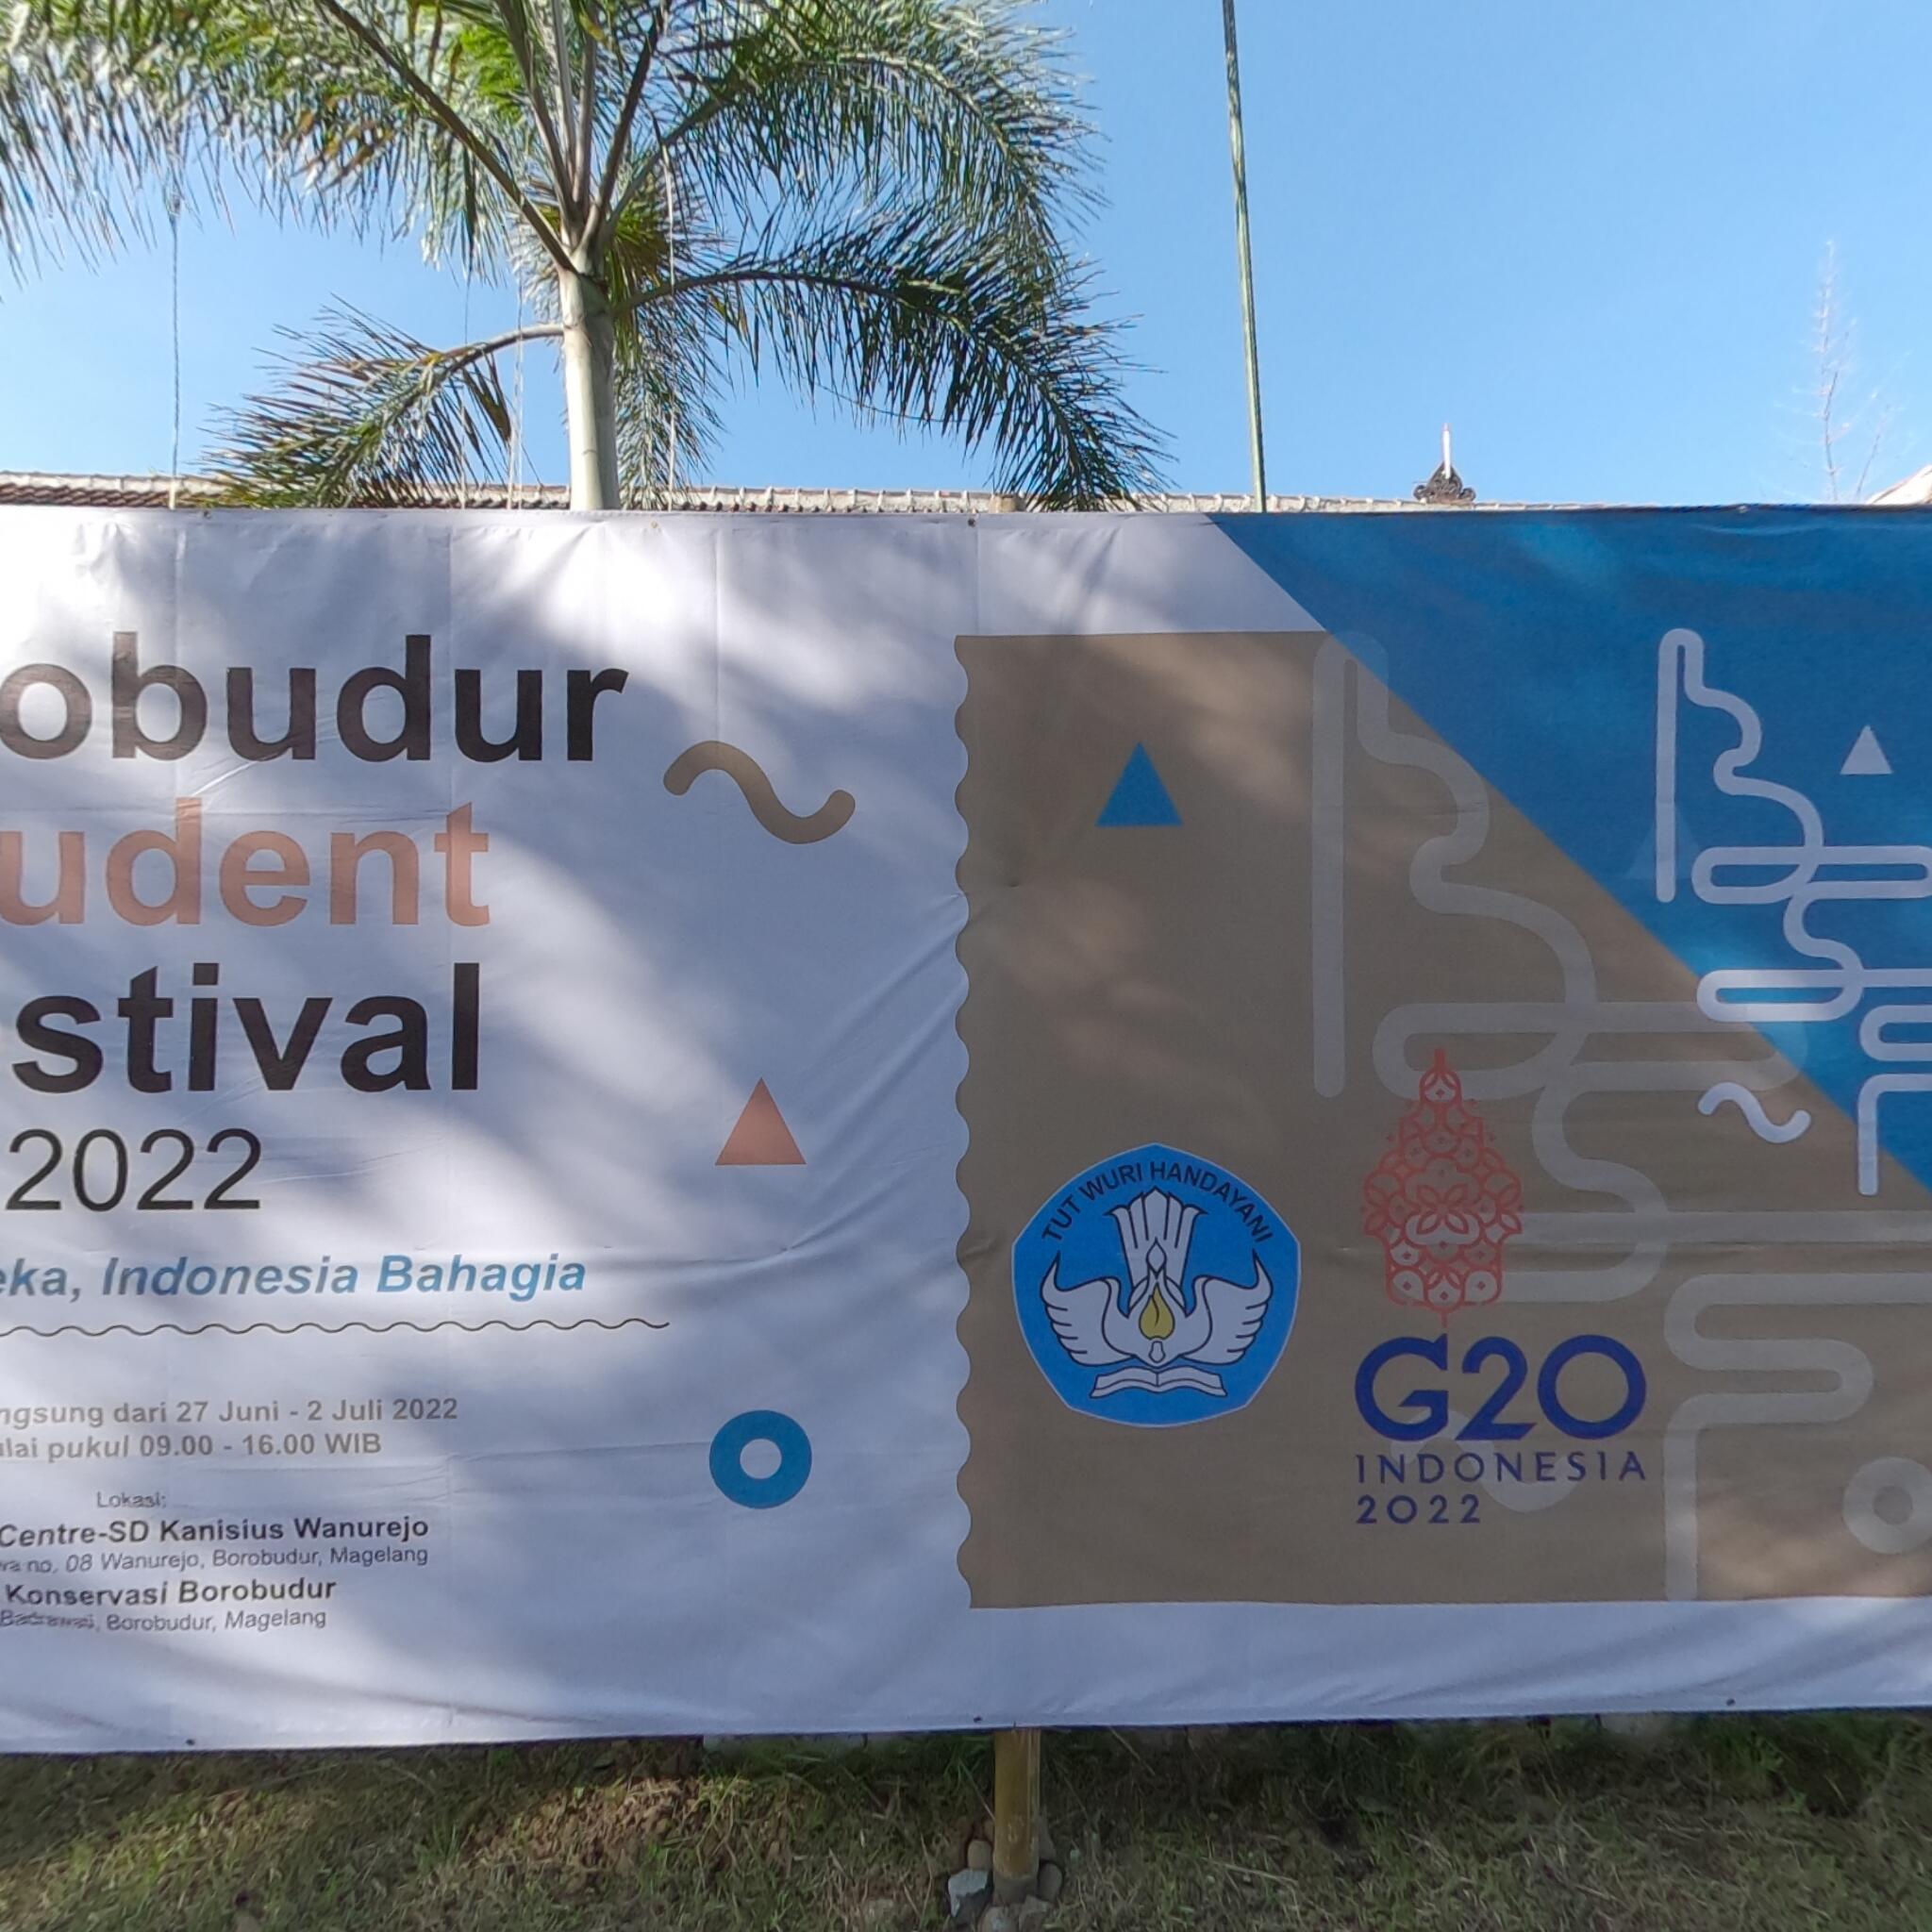 obudur
udent
stival
2022
eka, Indonesia Bahagia
ngsung dari 27 Juni - 2 Juli 2022
ulai pukul 09.00 - 16.00 WIB
Lokasi:
Centre-SD Kanisius Wanurejo
no. 08 Wanurejo, Borobudur, Magelang
Konservasi Borobudur
Borobudur, Magelang
TUT WURI HANDAYANI
G20
INDONESIA
2022